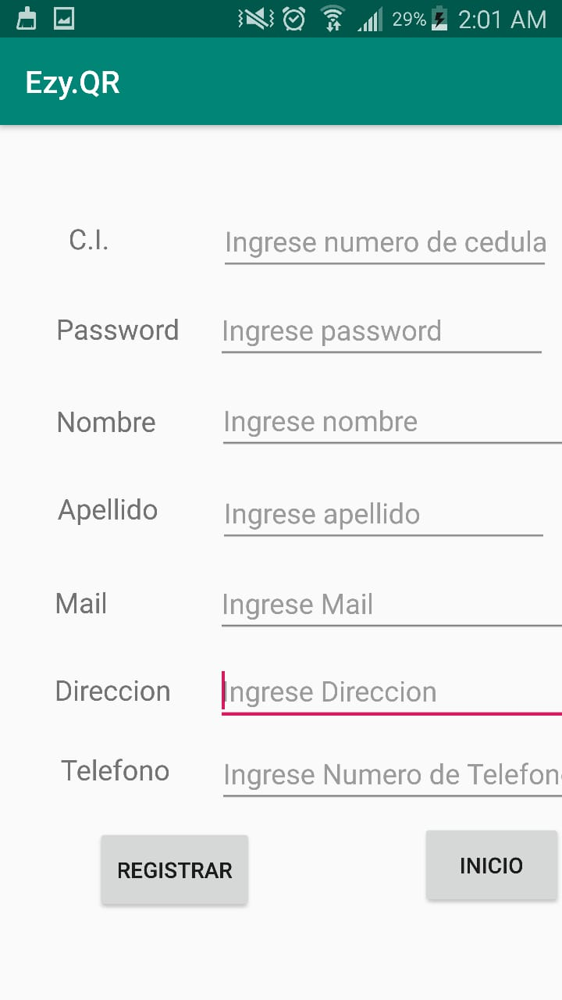 29% 2:01 AM
Ezy.QR
C.I. Ingrese numero de cedula
Password Ingrese password
Nombre Ingrese nombre
Apellido Ingrese apellido
Mail Ingrese Mail
Direccion Ingrese Direccion
Telefono Ingrese Numero de Telefono
REGISTRAR INICIO